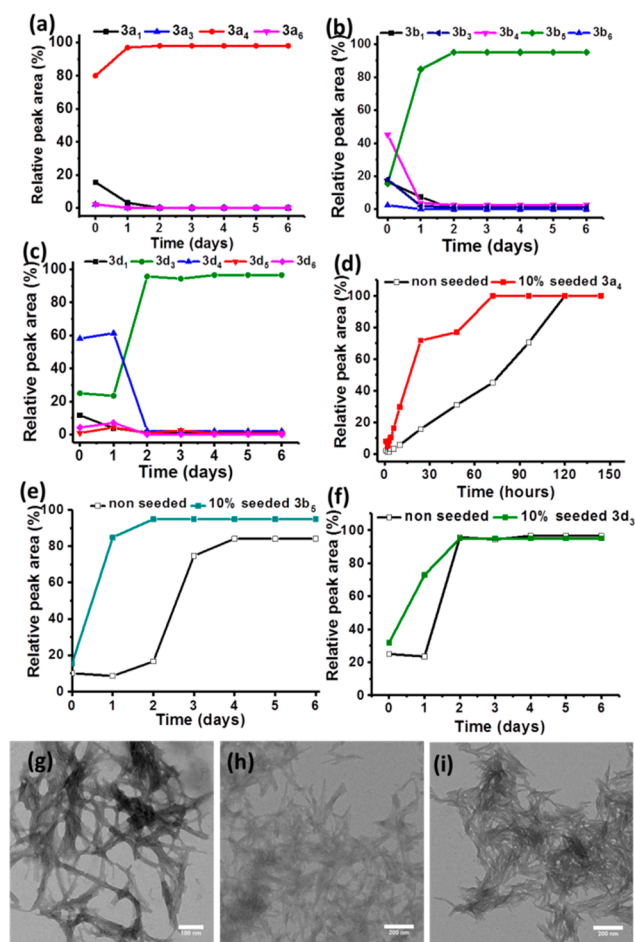 (a) 3a₁ 3a₃ 3a₄ 3a₆
Relative peak area (%)
100
80
60
40
20
0
0 1 2 3 4 5 6
Time (days)
(b) 3b₁ 3b₃ 3b₄ 3b₅ 3b₆
Relative peak area (%)
100
80
60
40
20
0
0 1 2 3 4 5 6
Time (days)
(c) 3d₁ 3d₃ 3d₄ 3d₅ 3d₆
Relative peak area (%)
100
80
60
40
20
0
0 1 2 3 4 5 6
Time (days)
(d) non seeded 10% seeded 3a₄
Relative peak area (%)
100
80
60
40
20
0
0 30 60 90 120 150
Time (hours)
(e) non seeded 10% seeded 3b₅
Relative peak area (%)
100
80
60
40
20
0
0 1 2 3 4 5 6
Time (days)
(f)
non seeded 10% seeded 3d₃
Relative peak area (%)
100
80
60
40
20
0
0 1 2 3 4 5 6
Time (days)
(g)
100 nm
(h)
200 nm
(i)
200 nm